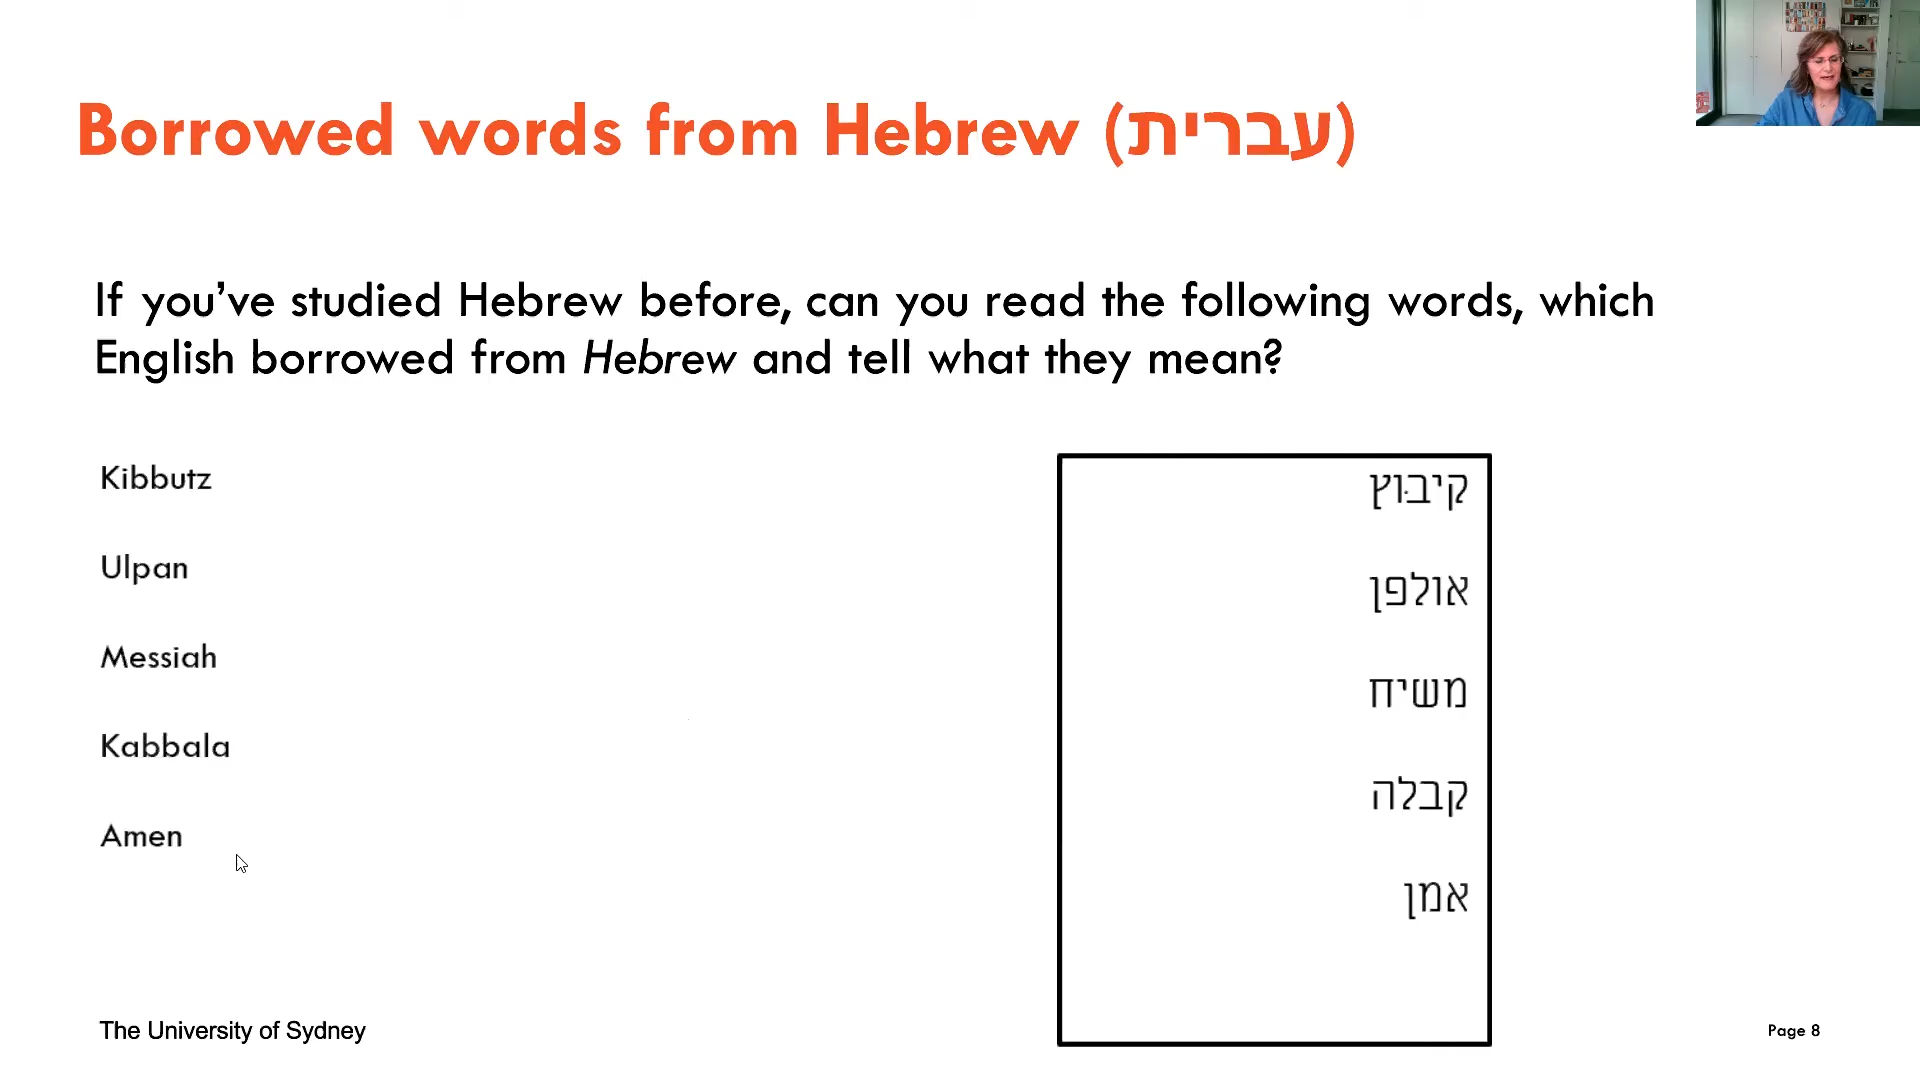 Borrowed words from Hebrew (עברית)
If you’ve studied Hebrew before, can you read the following words, which
English borrowed from Hebrew and tell what they mean?
Kibbutz
Ulpan
Messiah
Kabbala
Amen
קיבּוץ
אולפן
משיח
קבלה
אמן
The University of Sydney
Page 8